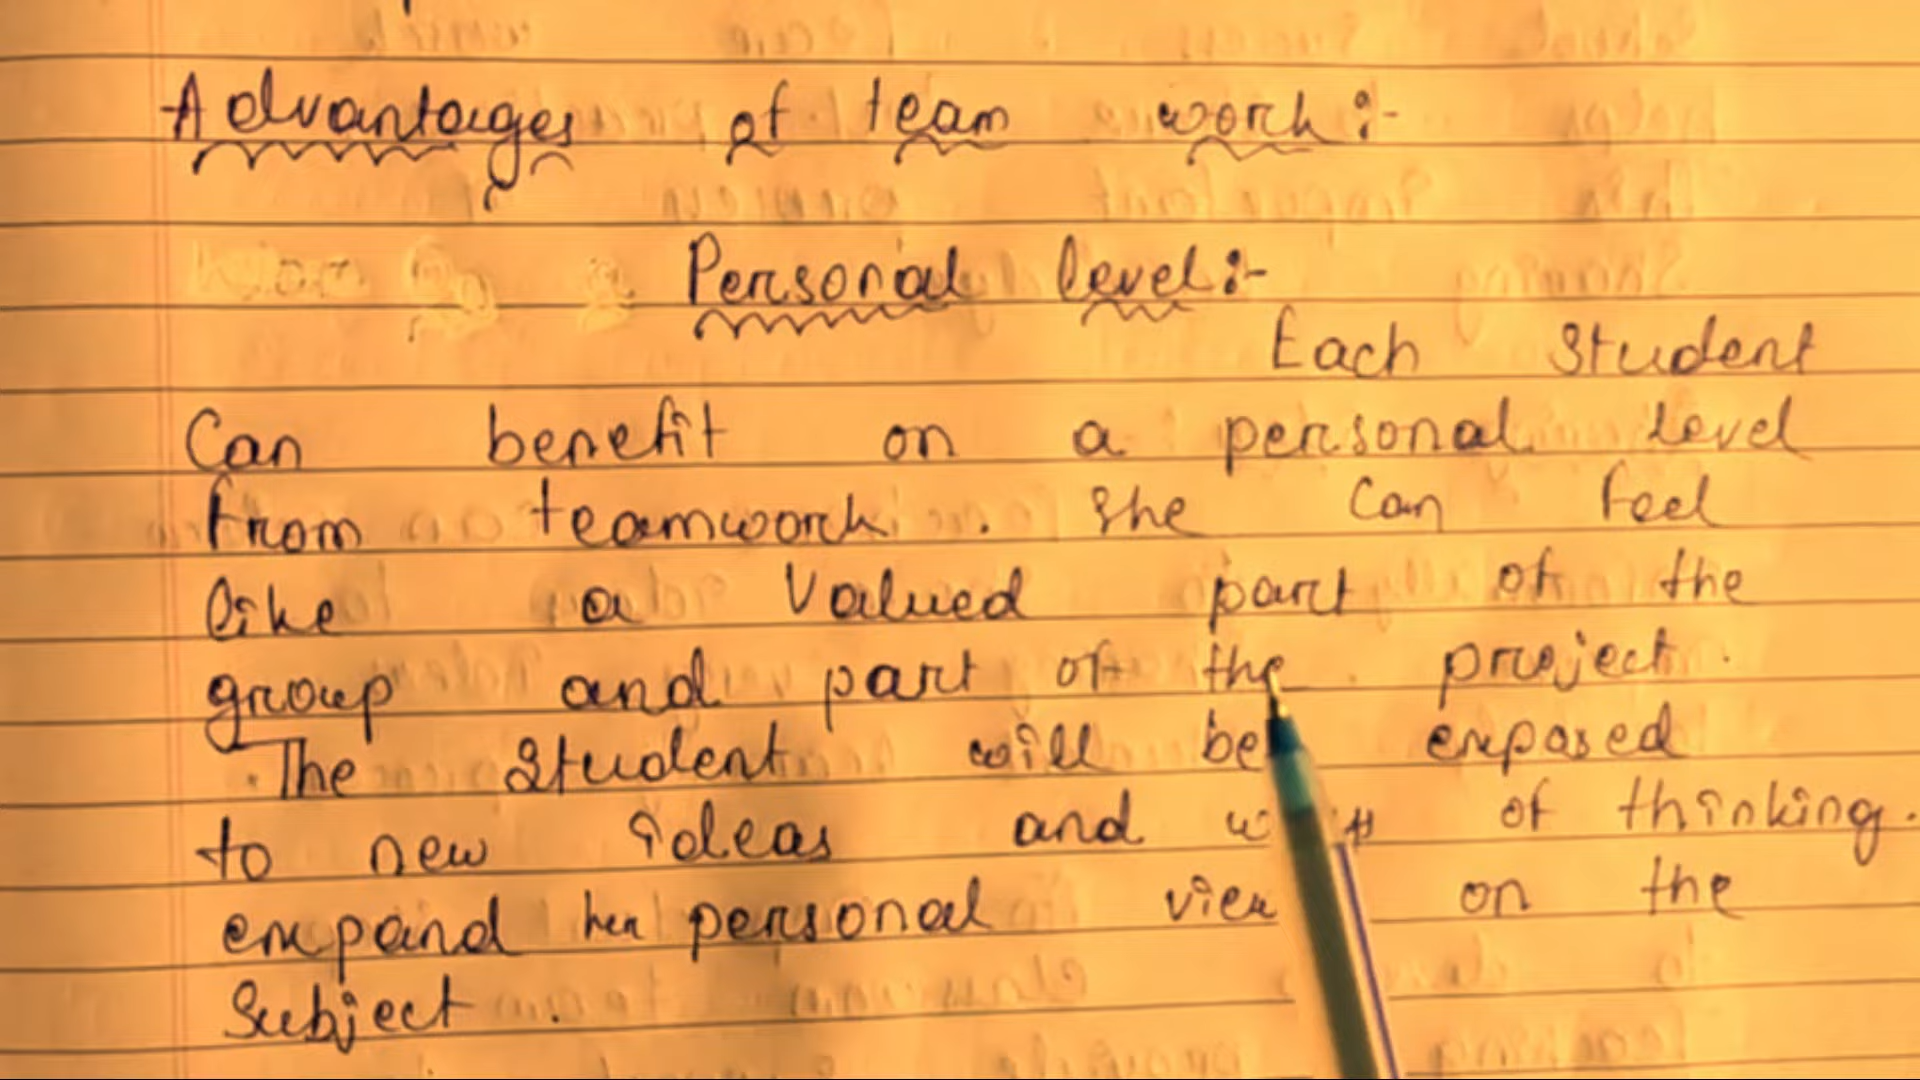 Advantages of team work :-
Personal level :-
Each Student
Can benefit on a personal level
from teamwork. She Can feel
like a Valued part of the
group and part of the project.
The Student will be exposed
to new ideas and of thinking.
expand her personal view on the
Subject.